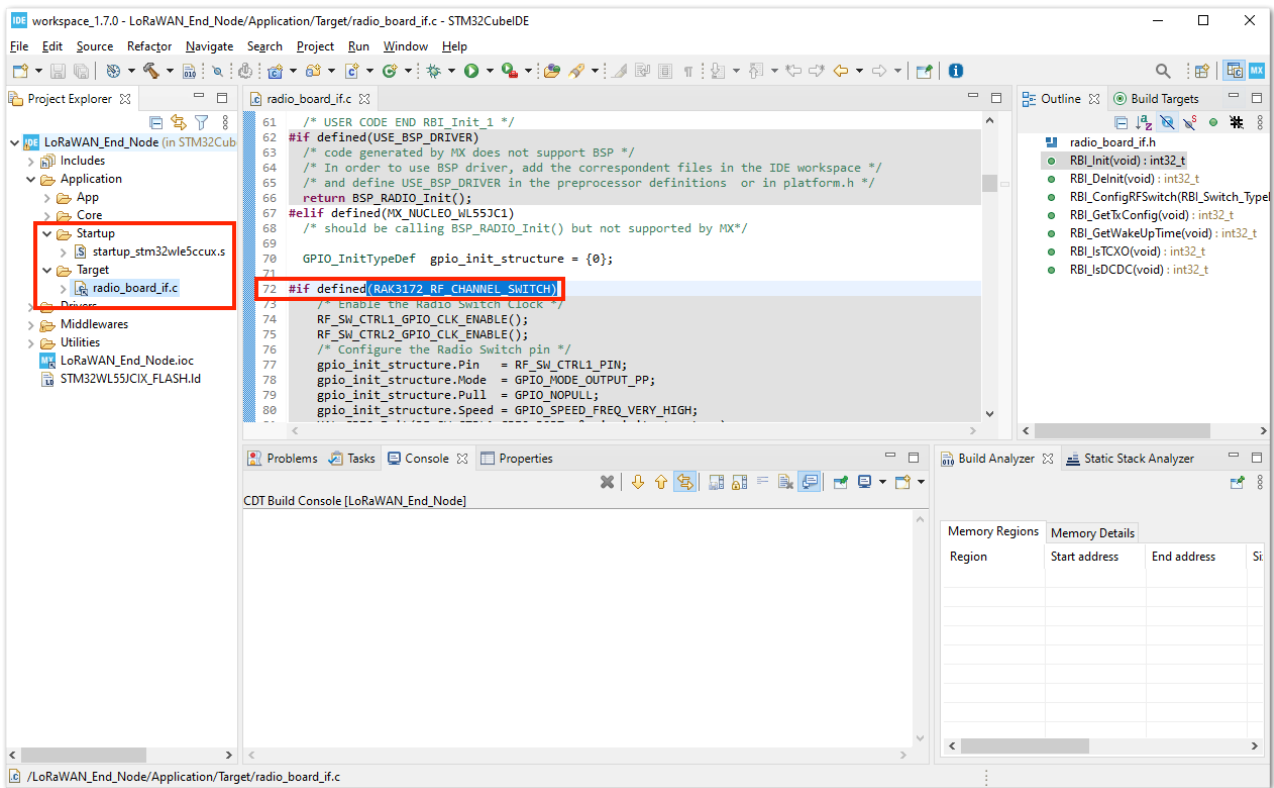 IDE workspace_1.7.0 - LoRaWAN_End_Node/Application/Target/radio_board_if.c - STM32CubeIDE
File Edit Source Refactor Navigate Search Project Run Window Help
Project Explorer
LoRaWAN_End_Node (in STM32Cub
Includes
Application
App
Core
Startup
startup_stm32wle5ccux.s
Target
radio_board_if.c
Drivers
Middlewares
Utilities
LoRaWAN_End_Node.ioc
STM32WL55JCIX_FLASH.ld
radio_board_if.c
61 /* USER CODE END RBI_Init_1 */
62 #if defined(USE_BSP_DRIVER)
63 /* code generated by MX does not support BSP */
64 /* In order to use BSP driver, add the correspondent files in the IDE workspace */
65 /* and define USE_BSP_DRIVER in the preprocessor definitions or in platform.h */
66 return BSP_RADIO_Init();
67 #elif defined(MX_NUCLEO_WL55JC1)
68 /* should be calling BSP_RADIO_Init() but not supported by MX*/
69
70 GPIO_InitTypeDef gpio_init_structure = {0};
71
72 #if defined(RAK3172_RF_CHANNEL_SWITCH)
73 /* Enable the Radio Switch Clock */
74 RF_SW_CTRL1_GPIO_CLK_ENABLE();
75 RF_SW_CTRL2_GPIO_CLK_ENABLE();
76 /* Configure the Radio Switch pin */
77 gpio_init_structure.Pin = RF_SW_CTRL1_PIN;
78 gpio_init_structure.Mode = GPIO_MODE_OUTPUT_PP;
79 gpio_init_structure.Pull = GPIO_NOPULL;
80 gpio_init_structure.Speed = GPIO_SPEED_FREQ_VERY_HIGH;
Outline Build Targets
radio_board_if.h
RBI_Init(void) : int32_t
RBI_DeInit(void) : int32_t
RBI_ConfigRFSwitch(RBI_Switch_TypeI
RBI_GetTxConfig(void) : int32_t
RBI_GetWakeUpTime(void) : int32_t
RBI_IsTCXO(void) : int32_t
RBI_IsDCDC(void) : int32_t
Problems Tasks Console Properties
CDT Build Console [LoRaWAN_End_Node]
Build Analyzer Static Stack Analyzer
Memory Regions Memory Details
Region Start address End address Si
/LoRaWAN_End_Node/Application/Target/radio_board_if.c